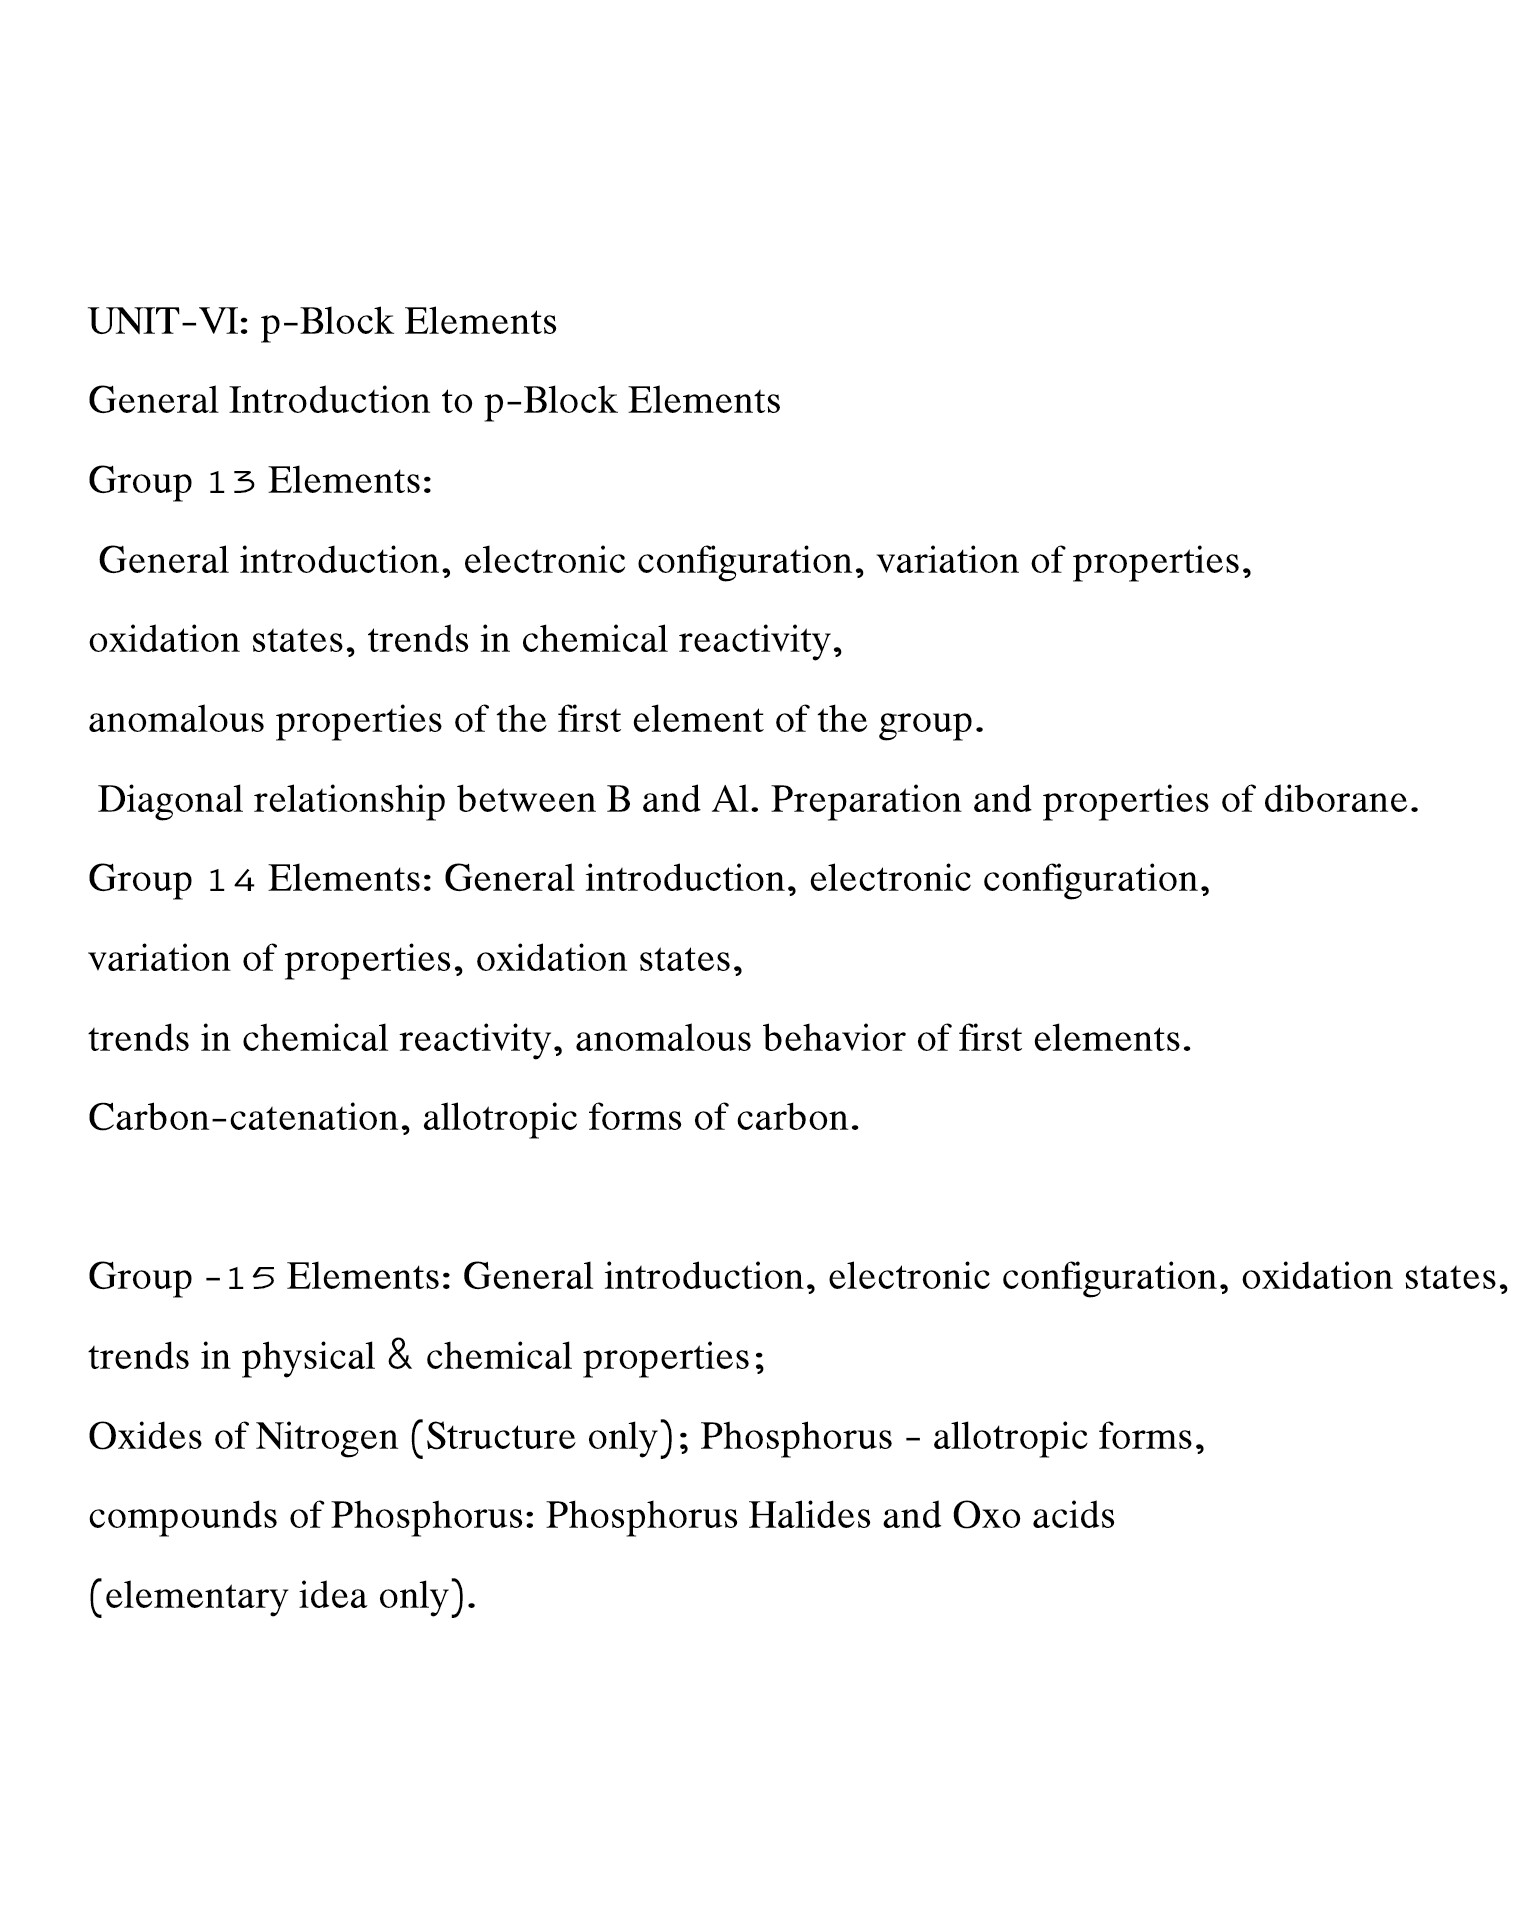 UNIT-VI: p-Block Elements
General Introduction to p-Block Elements
Group 13 Elements:
General introduction, electronic configuration, variation of properties,
oxidation states, trends in chemical reactivity,
anomalous properties of the first element of the group.
Diagonal relationship between B and Al. Preparation and properties of diborane.
Group 14 Elements: General introduction, electronic configuration,
variation of properties, oxidation states,
trends in chemical reactivity, anomalous behavior of first elements.
Carbon-catenation, allotropic forms of carbon.
Group -15 Elements: General introduction, electronic configuration, oxidation states,
trends in physical & chemical properties;
Oxides of Nitrogen (Structure only); Phosphorus - allotropic forms,
compounds of Phosphorus: Phosphorus Halides and Oxo acids
(elementary idea only).